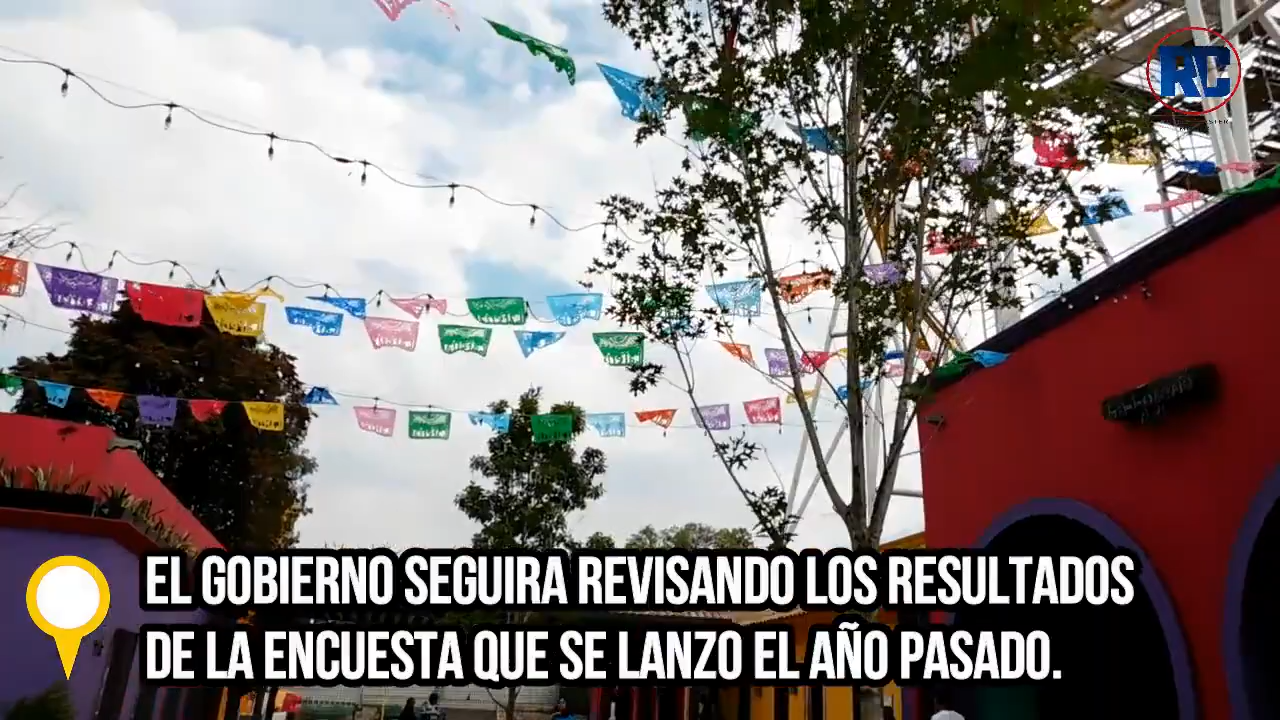 RC
EL GOBIERNO SEGUIRA REVISANDO LOS RESULTADOS
DE LA ENCUESTA QUE SE LANZO EL AÑO PASADO.